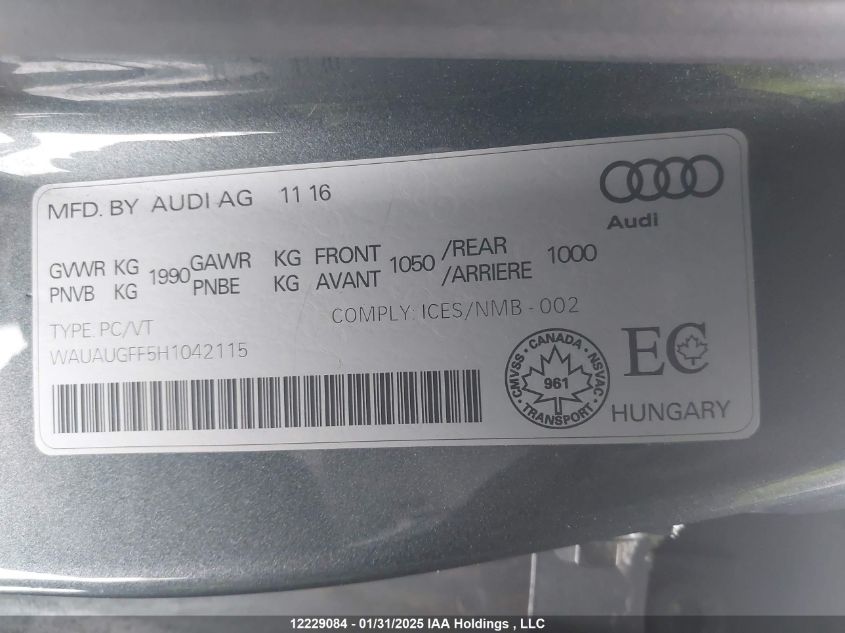 MFD. BY AUDI AG 11 16
Audi
GVWR KG 1990 GAWR KG FRONT 1050 /REAR 1000
PNVB KG PNBE KG AVANT /ARRIERE
COMPLY: ICES/NMB - 002
TYPE: PC/VT
WAUAUGFF5H1042115
CMVSS • CANADA • NSVAC • TRANSPORT •
961
EC
HUNGARY
12229084 - 01/31/2025 IAA Holdings , LLC